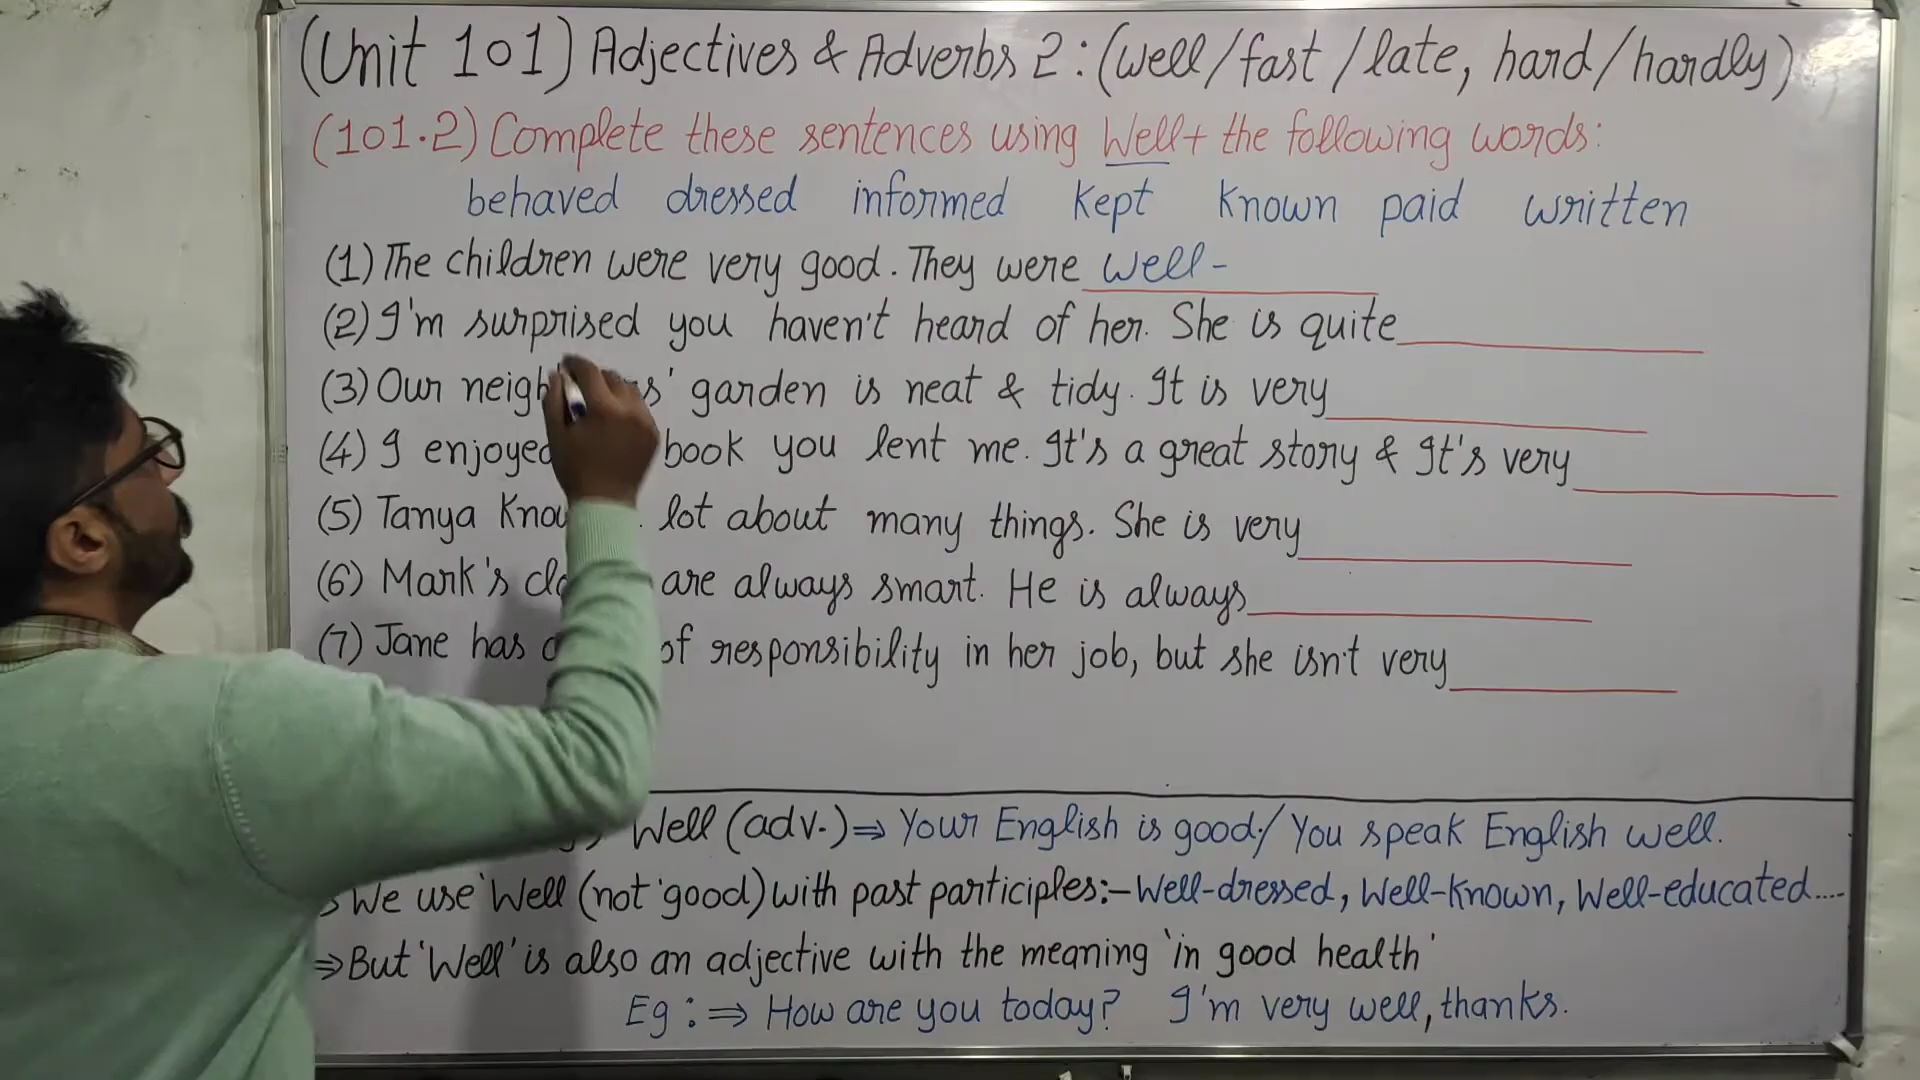 (Unit 101) Adjectives & Adverbs 2 : (well/fast/late, hard/hardly)
(101.2) Complete these sentences using Well+ the following words:
behaved dressed informed kept known paid written
(1) The children were very good. They were well-
(2) I'm surprised you haven't heard of her. She is quite
(3) Our garden is neat & tidy. It is very
(4) I enjoyed book you lent me. It's a great story & It's very
(5) Tanya lot about many things. She is very
(6) Mark's are always smart. He is always
(7) Jane has of responsibility in her job, but she isn't very
Well (adv.) ⇒ Your English is good./ You speak English well.
We use 'Well (not 'good) with past participles:- Well-dressed, Well-known, Well-educated....
⇒ But 'Well' is also an adjective with the meaning 'in good health'
Eg : ⇒ How are you today? I'm very well, thanks.